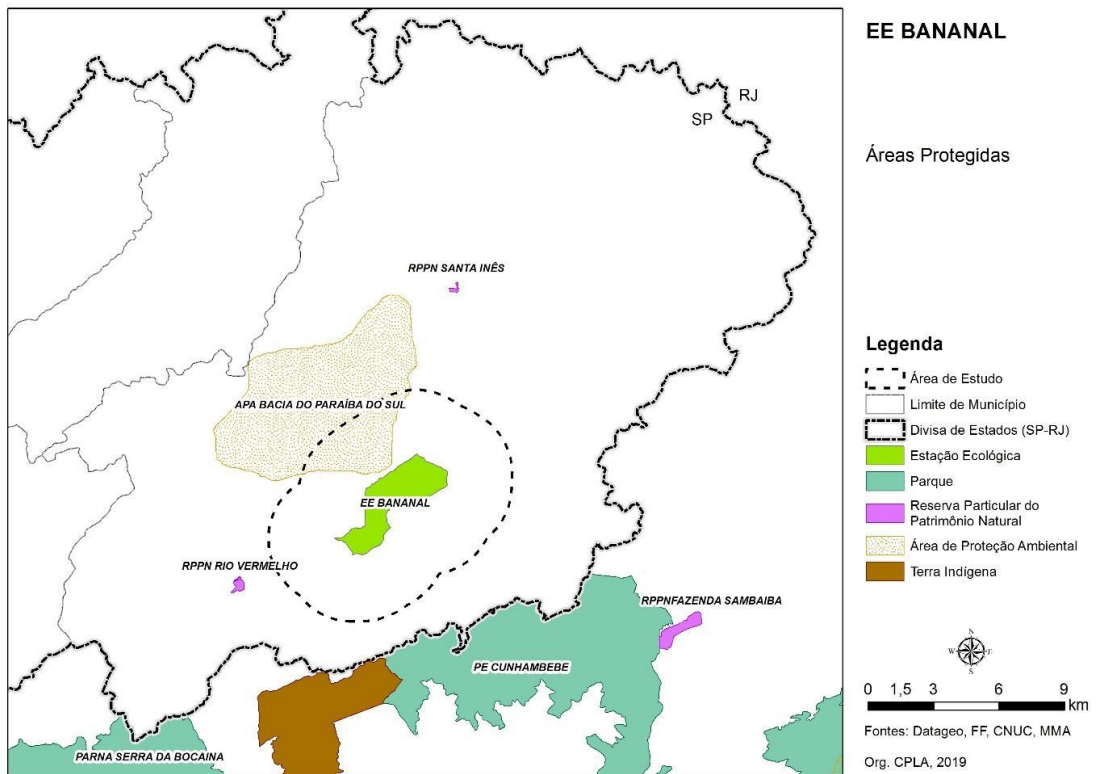 EE BANANAL
RJ
SP
Áreas Protegidas
RPPN SANTA INÊS
APA BACIA DO PARAÍBA DO SUL
EE BANANAL
RPPN RIO VERMELHO
RPPNFAZENDA SAMBAIBA
PE CUNHAMBEBE
PARNA SERRA DA BOCAINA
Legenda
Área de Estudo
Limite de Município
Divisa de Estados (SP-RJ)
Estação Ecológica
Parque
Reserva Particular do
Patrimônio Natural
Área de Proteção Ambiental
Terra Indígena
N
W E
S
0 1,5 3 6 9
km
Fontes: Datageo, FF, CNUC, MMA
Org. CPLA, 2019